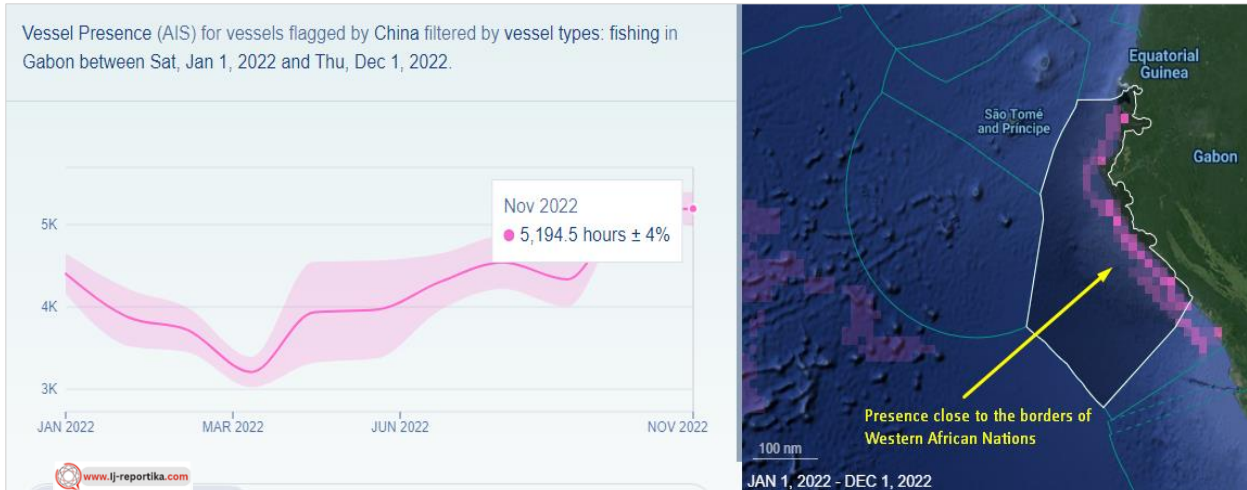 Vessel Presence (AIS) for vessels flagged by China filtered by vessel types: fishing in
Gabon between Sat, Jan 1, 2022 and Thu, Dec 1, 2022.
5K
4K
3K
Nov 2022
5,194.5 hours ± 4%
JAN 2022
MAR 2022
JUN 2022
NOV 2022
www.lj-reportika.com
Equatorial
Guinea
São Tomé
and Príncipe
Gabon
Presence close to the borders of
Western African Nations
100 nm
JAN 1, 2022 - DEC 1, 2022